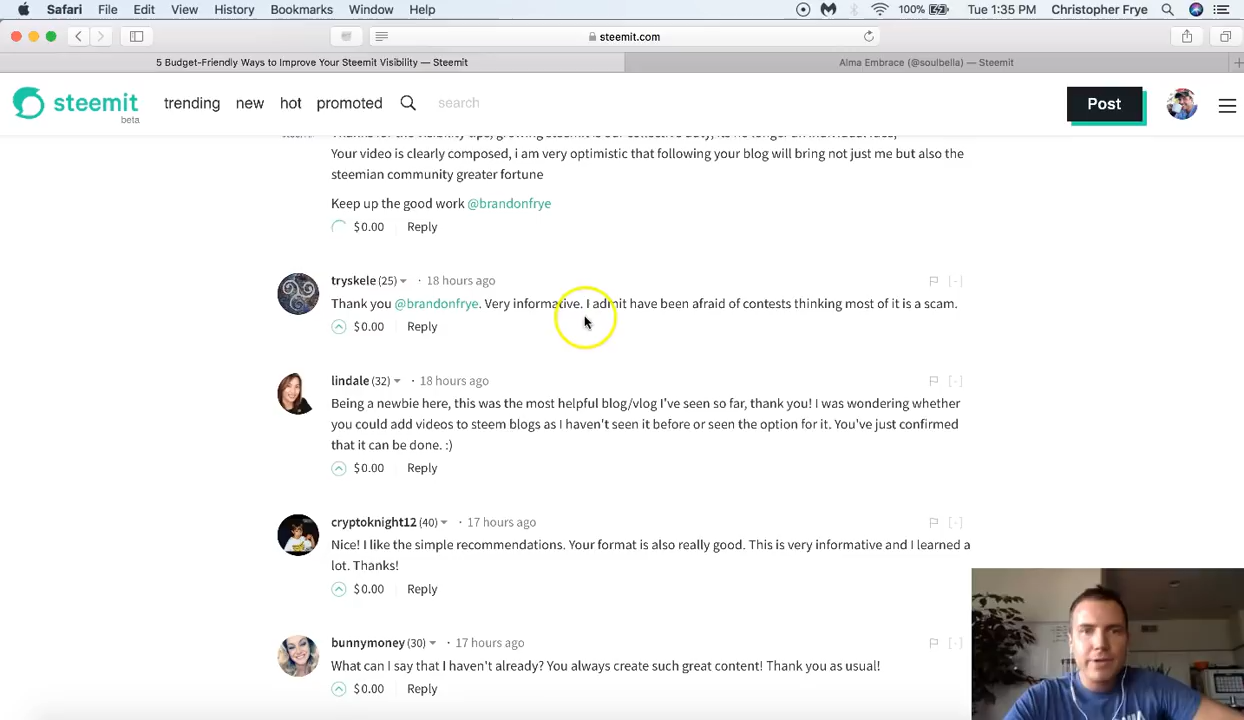 Safari File Edit View History Bookmarks Window Help 100% Tue 1:35 PM Christopher Frye
steemit.com
5 Budget-Friendly Ways to Improve Your Steemit Visibility — Steemit
Alma Embrace (@soulbella) — Steemit
steemit
beta
trending new hot promoted search Post
Your video is clearly composed, i am very optimistic that following your blog will bring not just me but also the
steemian community greater fortune
Keep up the good work @brandonfrye
$0.00 Reply
tryskele (25) · 18 hours ago [-]
Thank you @brandonfrye. Very informative. I admit have been afraid of contests thinking most of it is a scam.
$0.00 Reply
lindale (32) · 18 hours ago [-]
Being a newbie here, this was the most helpful blog/vlog I've seen so far, thank you! I was wondering whether
you could add videos to steem blogs as I haven't seen it before or seen the option for it. You've just confirmed
that it can be done. :)
$0.00 Reply
cryptoknight12 (40) · 17 hours ago [-]
Nice! I like the simple recommendations. Your format is also really good. This is very informative and I learned a
lot. Thanks!
$0.00 Reply
bunnymoney (30) · 17 hours ago [-]
What can I say that I haven't already? You always create such great content! Thank you as usual!
$0.00 Reply